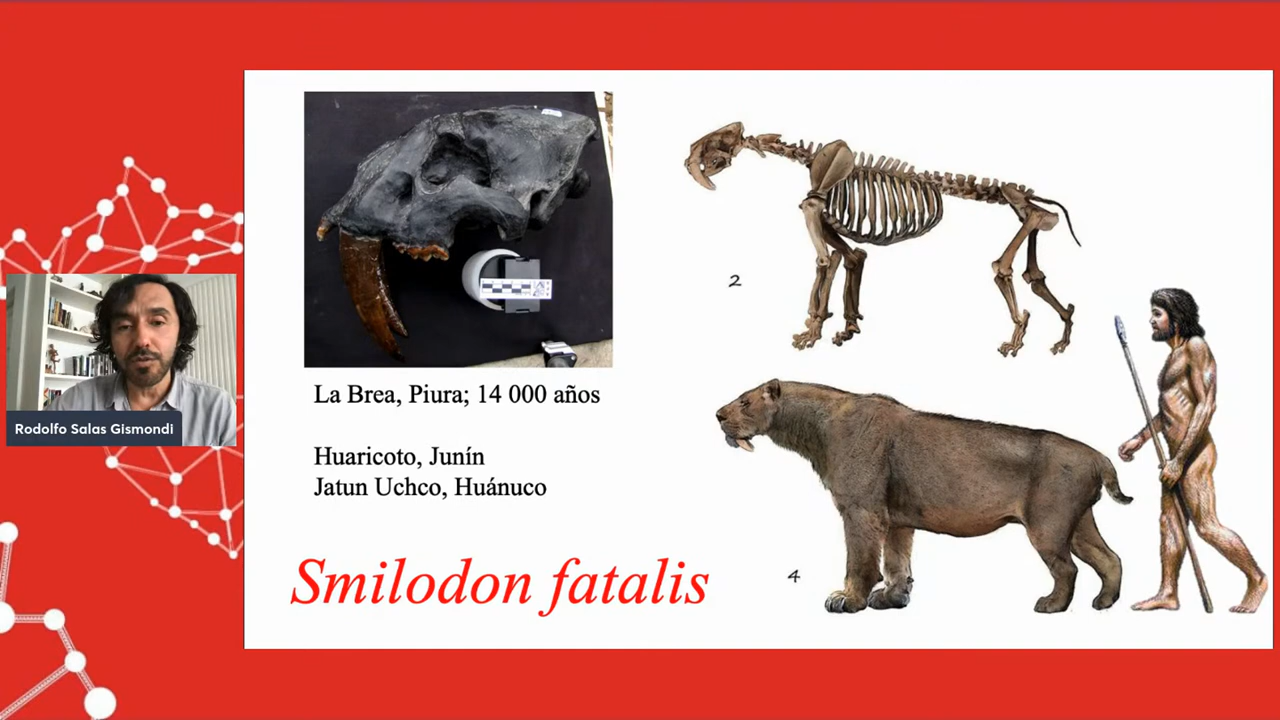 La Brea, Piura; 14 000 años
Huaricoto, Junín
Jatun Uchco, Huánuco
Smilodon fatalis
2
4
Rodolfo Salas Gismondi